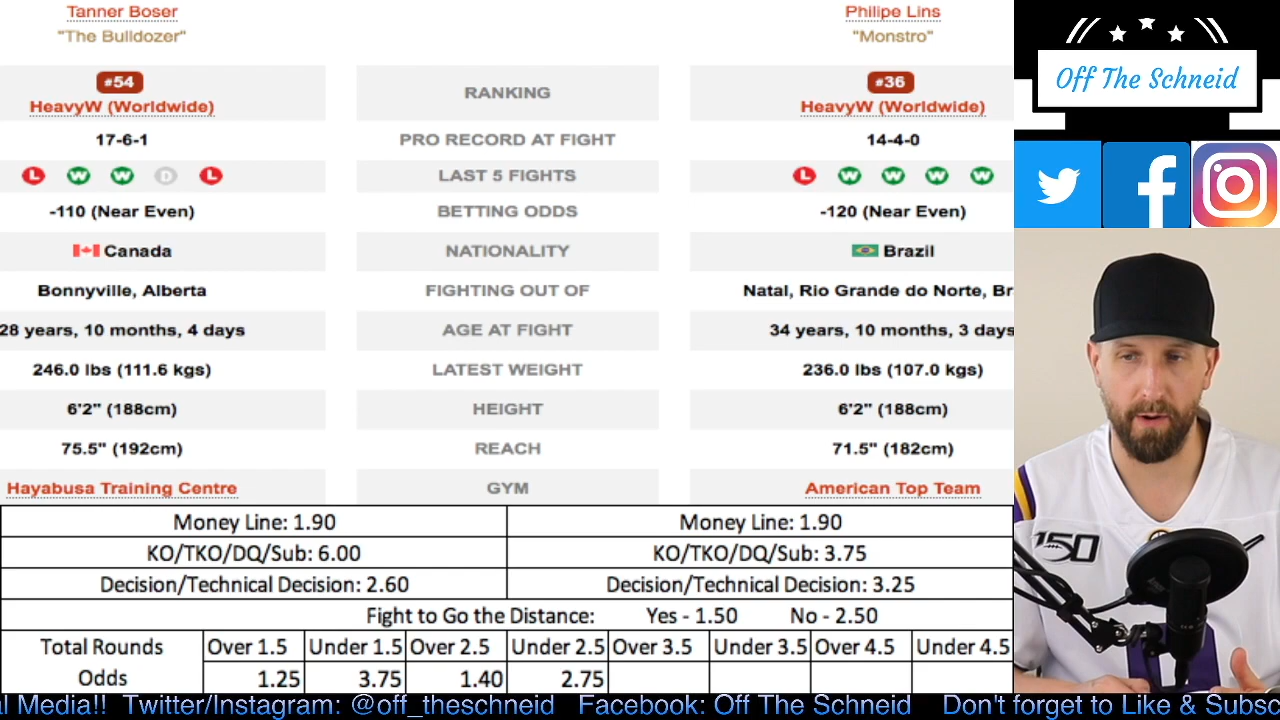 Tanner Boser
Philipe Lins
"The Bulldozer"
"Monstro"
Off The Schneid
#54
RANKING
#36
HeavyW (Worldwide)
HeavyW (Worldwide)
17-6-1
PRO RECORD AT FIGHT
14-4-0
L W W D L
LAST 5 FIGHTS
L W W W W
-110 (Near Even)
BETTING ODDS
-120 (Near Even)
Canada
NATIONALITY
Brazil
Bonnyville, Alberta
FIGHTING OUT OF
Natal, Rio Grande do Norte, Br
28 years, 10 months, 4 days
AGE AT FIGHT
34 years, 10 months, 3 days
246.0 lbs (111.6 kgs)
LATEST WEIGHT
236.0 lbs (107.0 kgs)
6'2" (188cm)
HEIGHT
6'2" (188cm)
75.5" (192cm)
REACH
71.5" (182cm)
Hayabusa Training Centre
GYM
American Top Team
Money Line: 1.90
Money Line: 1.90
KO/TKO/DQ/Sub: 6.00
KO/TKO/DQ/Sub: 3.75
Decision/Technical Decision: 2.60
Decision/Technical Decision: 3.25
Fight to Go the Distance: Yes - 1.50 No - 2.50
Total Rounds Over 1.5 Under 1.5 Over 2.5 Under 2.5 Over 3.5 Under 3.5 Over 4.5 Under 4.5
Odds 1.25 3.75 1.40 2.75
150
al Media!! Twitter/Instagram: @off_theschneid Facebook: Off The Schneid Don't forget to Like & Subsc